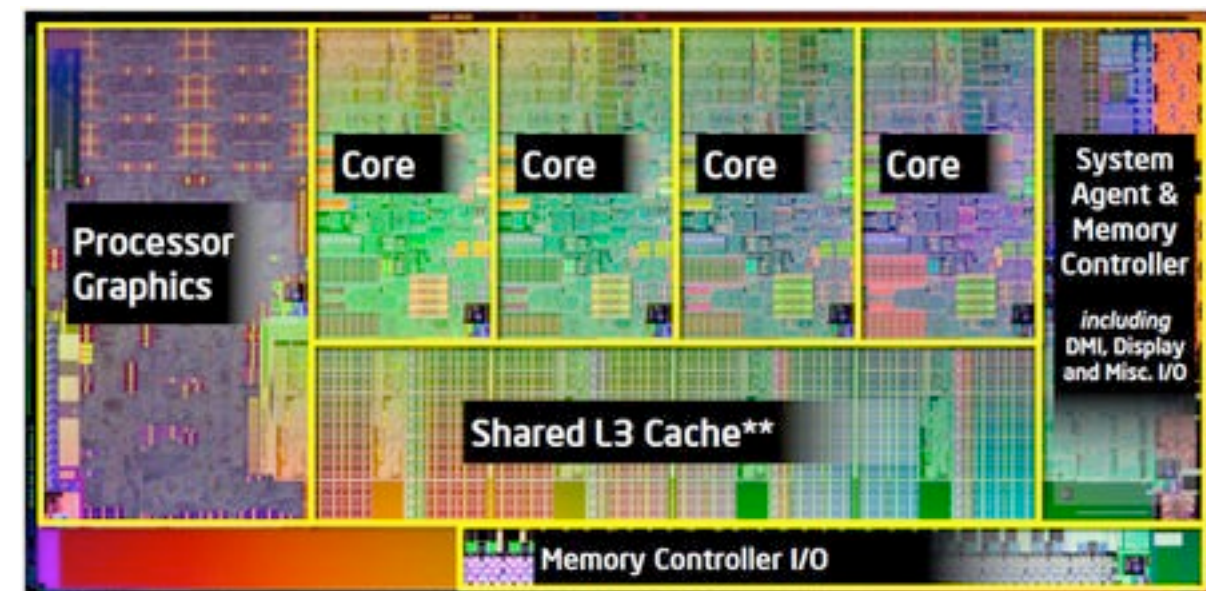 Processor
Graphics
Core
Core
Core
Core
System
Agent &
Memory
Controller
including
DMI, Display
and Misc. I/O
Shared L3 Cache**
Memory Controller I/O